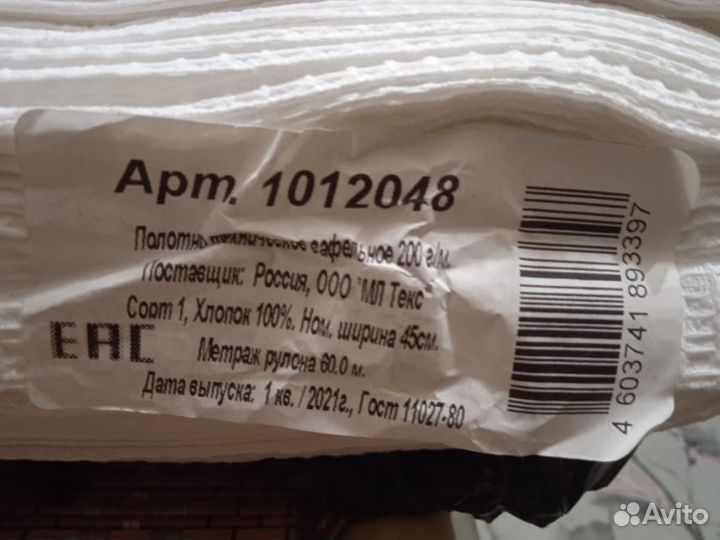 Арт. 1012048
Полотно техническое вафельное 200 г/м.
Поставщик: Россия, ООО "МЛ Текс"
Сорт 1, Хлопок 100%. Ном. ширина 45см.
EAC
Метраж рулона 60.0 м.
Дата выпуска: 1 кв. / 2021г., Гост 11027-80
4 603741 893397
Avito